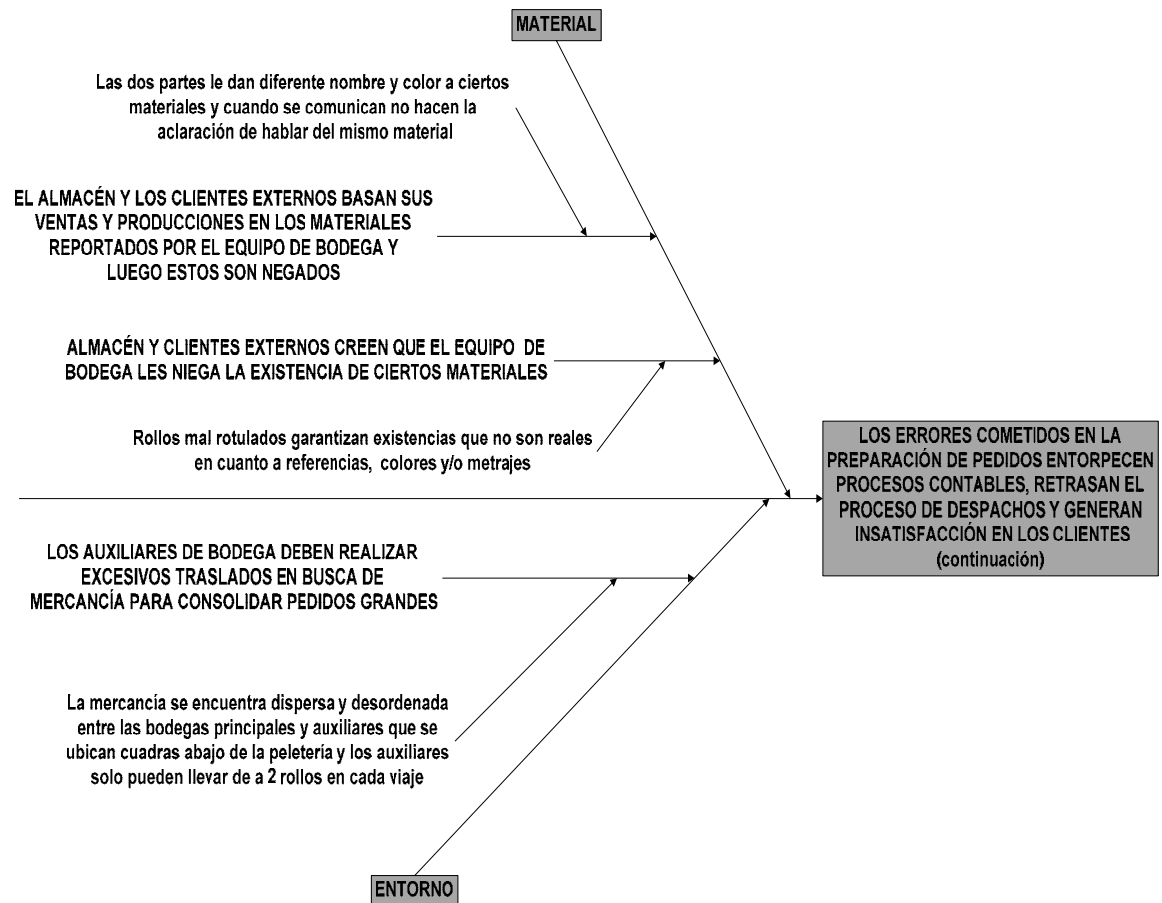 MATERIAL
Las dos partes le dan diferente nombre y color a ciertos
materiales y cuando se comunican no hacen la
aclaración de hablar del mismo material
EL ALMACÉN Y LOS CLIENTES EXTERNOS BASAN SUS
VENTAS Y PRODUCCIONES EN LOS MATERIALES
REPORTADOS POR EL EQUIPO DE BODEGA Y
LUEGO ESTOS SON NEGADOS
ALMACÉN Y CLIENTES EXTERNOS CREEN QUE EL EQUIPO DE
BODEGA LES NIEGA LA EXISTENCIA DE CIERTOS MATERIALES
Rollos mal rotulados garantizan existencias que no son reales
en cuanto a referencias, colores y/o metrajes
LOS ERRORES COMETIDOS EN LA
PREPARACIÓN DE PEDIDOS ENTORPECEN
PROCESOS CONTABLES, RETRASAN EL
PROCESO DE DESPACHOS Y GENERAN
INSATISFACCIÓN EN LOS CLIENTES
(continuación)
LOS AUXILIARES DE BODEGA DEBEN REALIZAR
EXCESIVOS TRASLADOS EN BUSCA DE
MERCANCÍA PARA CONSOLIDAR PEDIDOS GRANDES
La mercancía se encuentra dispersa y desordenada
entre las bodegas principales y auxiliares que se
ubican cuadras abajo de la peletería y los auxiliares
solo pueden llevar de a 2 rollos en cada viaje
ENTORNO